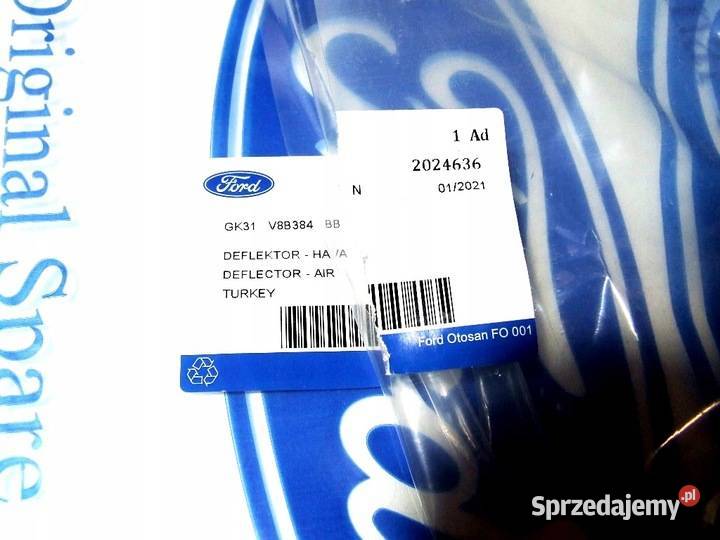 Original Spare
1 Ad
2024636
Ford
N
01/2021
GK31 V8B384 BB
DEFLEKTOR - HAVA
DEFLECTOR - AIR
TURKEY
Ford Otosan FO 001
Sprzedajemy.pl